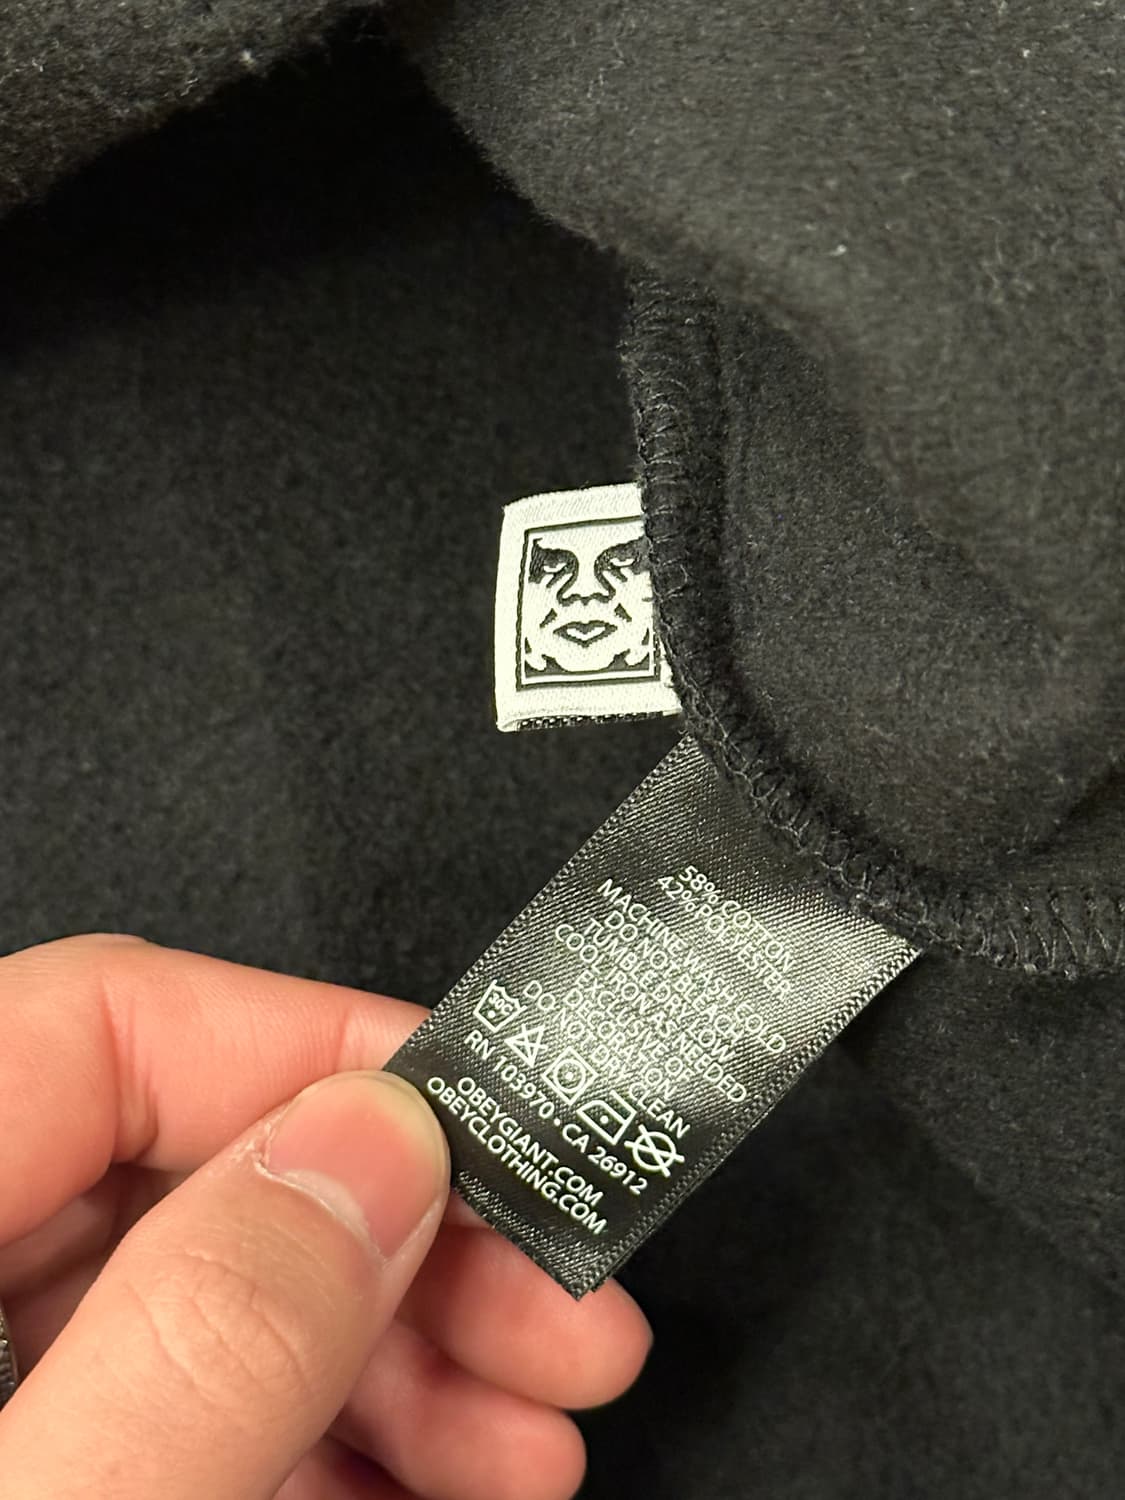 58% COTTON
42% POLYESTER
MACHINE WASH COLD
DO NOT BLEACH
TUMBLE DRY LOW
COOL IRON AS NEEDED
EXCLUSIVE OF
DECORATION
DO NOT DRY CLEAN
30C
RN 103970 • CA 26912
OBEYGIANT.COM
OBEYCLOTHING.COM